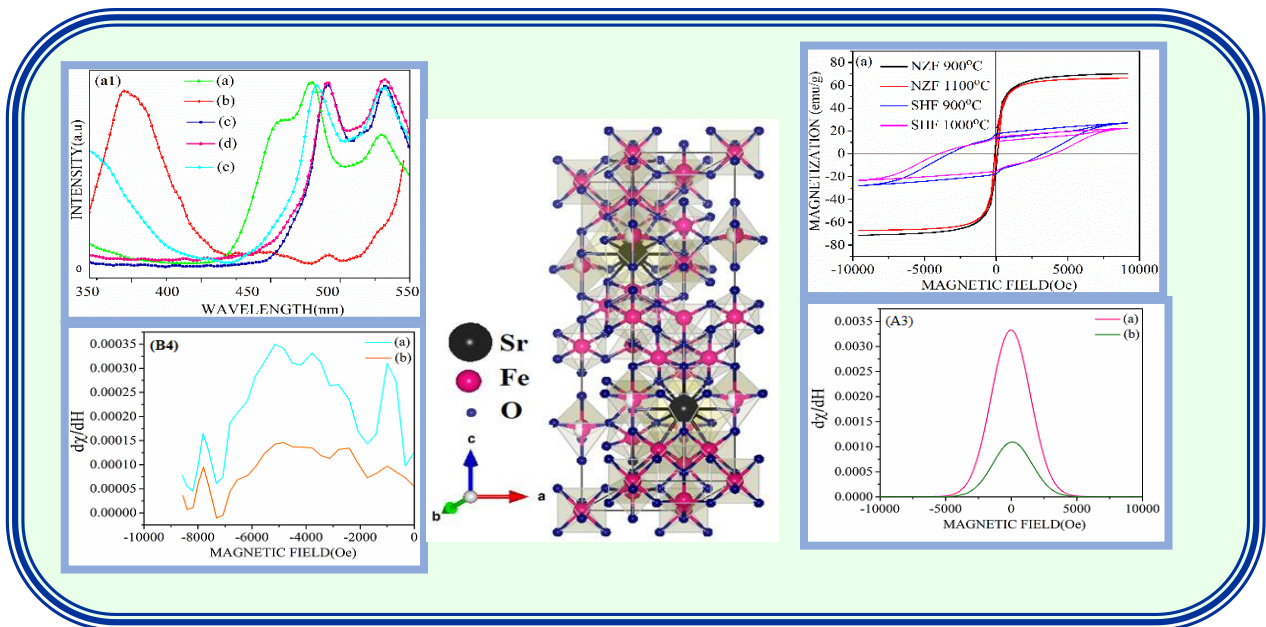 (a1)
(a)
(b)
(c)
(d)
(e)
INTENSITY(a.u)
0
350 400 450 500 550
WAVELENGTH(nm)
(B4)
(a)
(b)
dχ/dH
0.00035
0.00030
0.00025
0.00020
0.00015
0.00010
0.00005
0.00000
-10000 -8000 -6000 -4000 -2000 0
MAGNETIC FIELD(Oe)
Sr
Fe
O
c
a
b
(a)
NZF 900°C
NZF 1100°C
SHF 900°C
SHF 1000°C
MAGNETIZATION (emu/g)
80
60
40
20
0
-20
-40
-60
-80
-10000 -5000 0 5000 10000
MAGNETIC FIELD(Oe)
(A3)
(a)
(b)
dχ/dH
0.0035
0.0030
0.0025
0.0020
0.0015
0.0010
0.0005
0.0000
-10000 -5000 0 5000 10000
MAGNETIC FIELD(Oe)